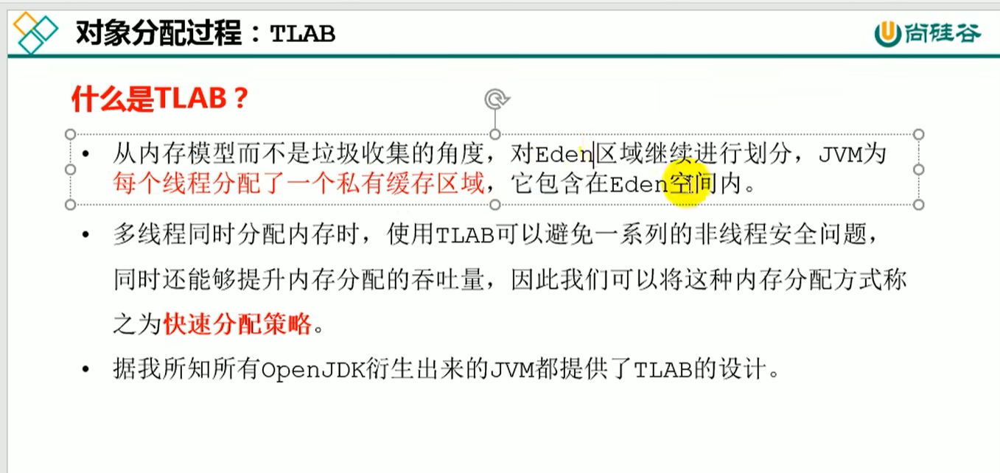 对象分配过程：TLAB
尚硅谷
什么是TLAB？
• 从内存模型而不是垃圾收集的角度，对Eden区域继续进行划分，JVM为
每个线程分配了一个私有缓存区域，它包含在Eden空间内。
• 多线程同时分配内存时，使用TLAB可以避免一系列的非线程安全问题，
同时还能够提升内存分配的吞吐量，因此我们可以将这种内存分配方式称
之为快速分配策略。
• 据我所知所有OpenJDK衍生出来的JVM都提供了TLAB的设计。